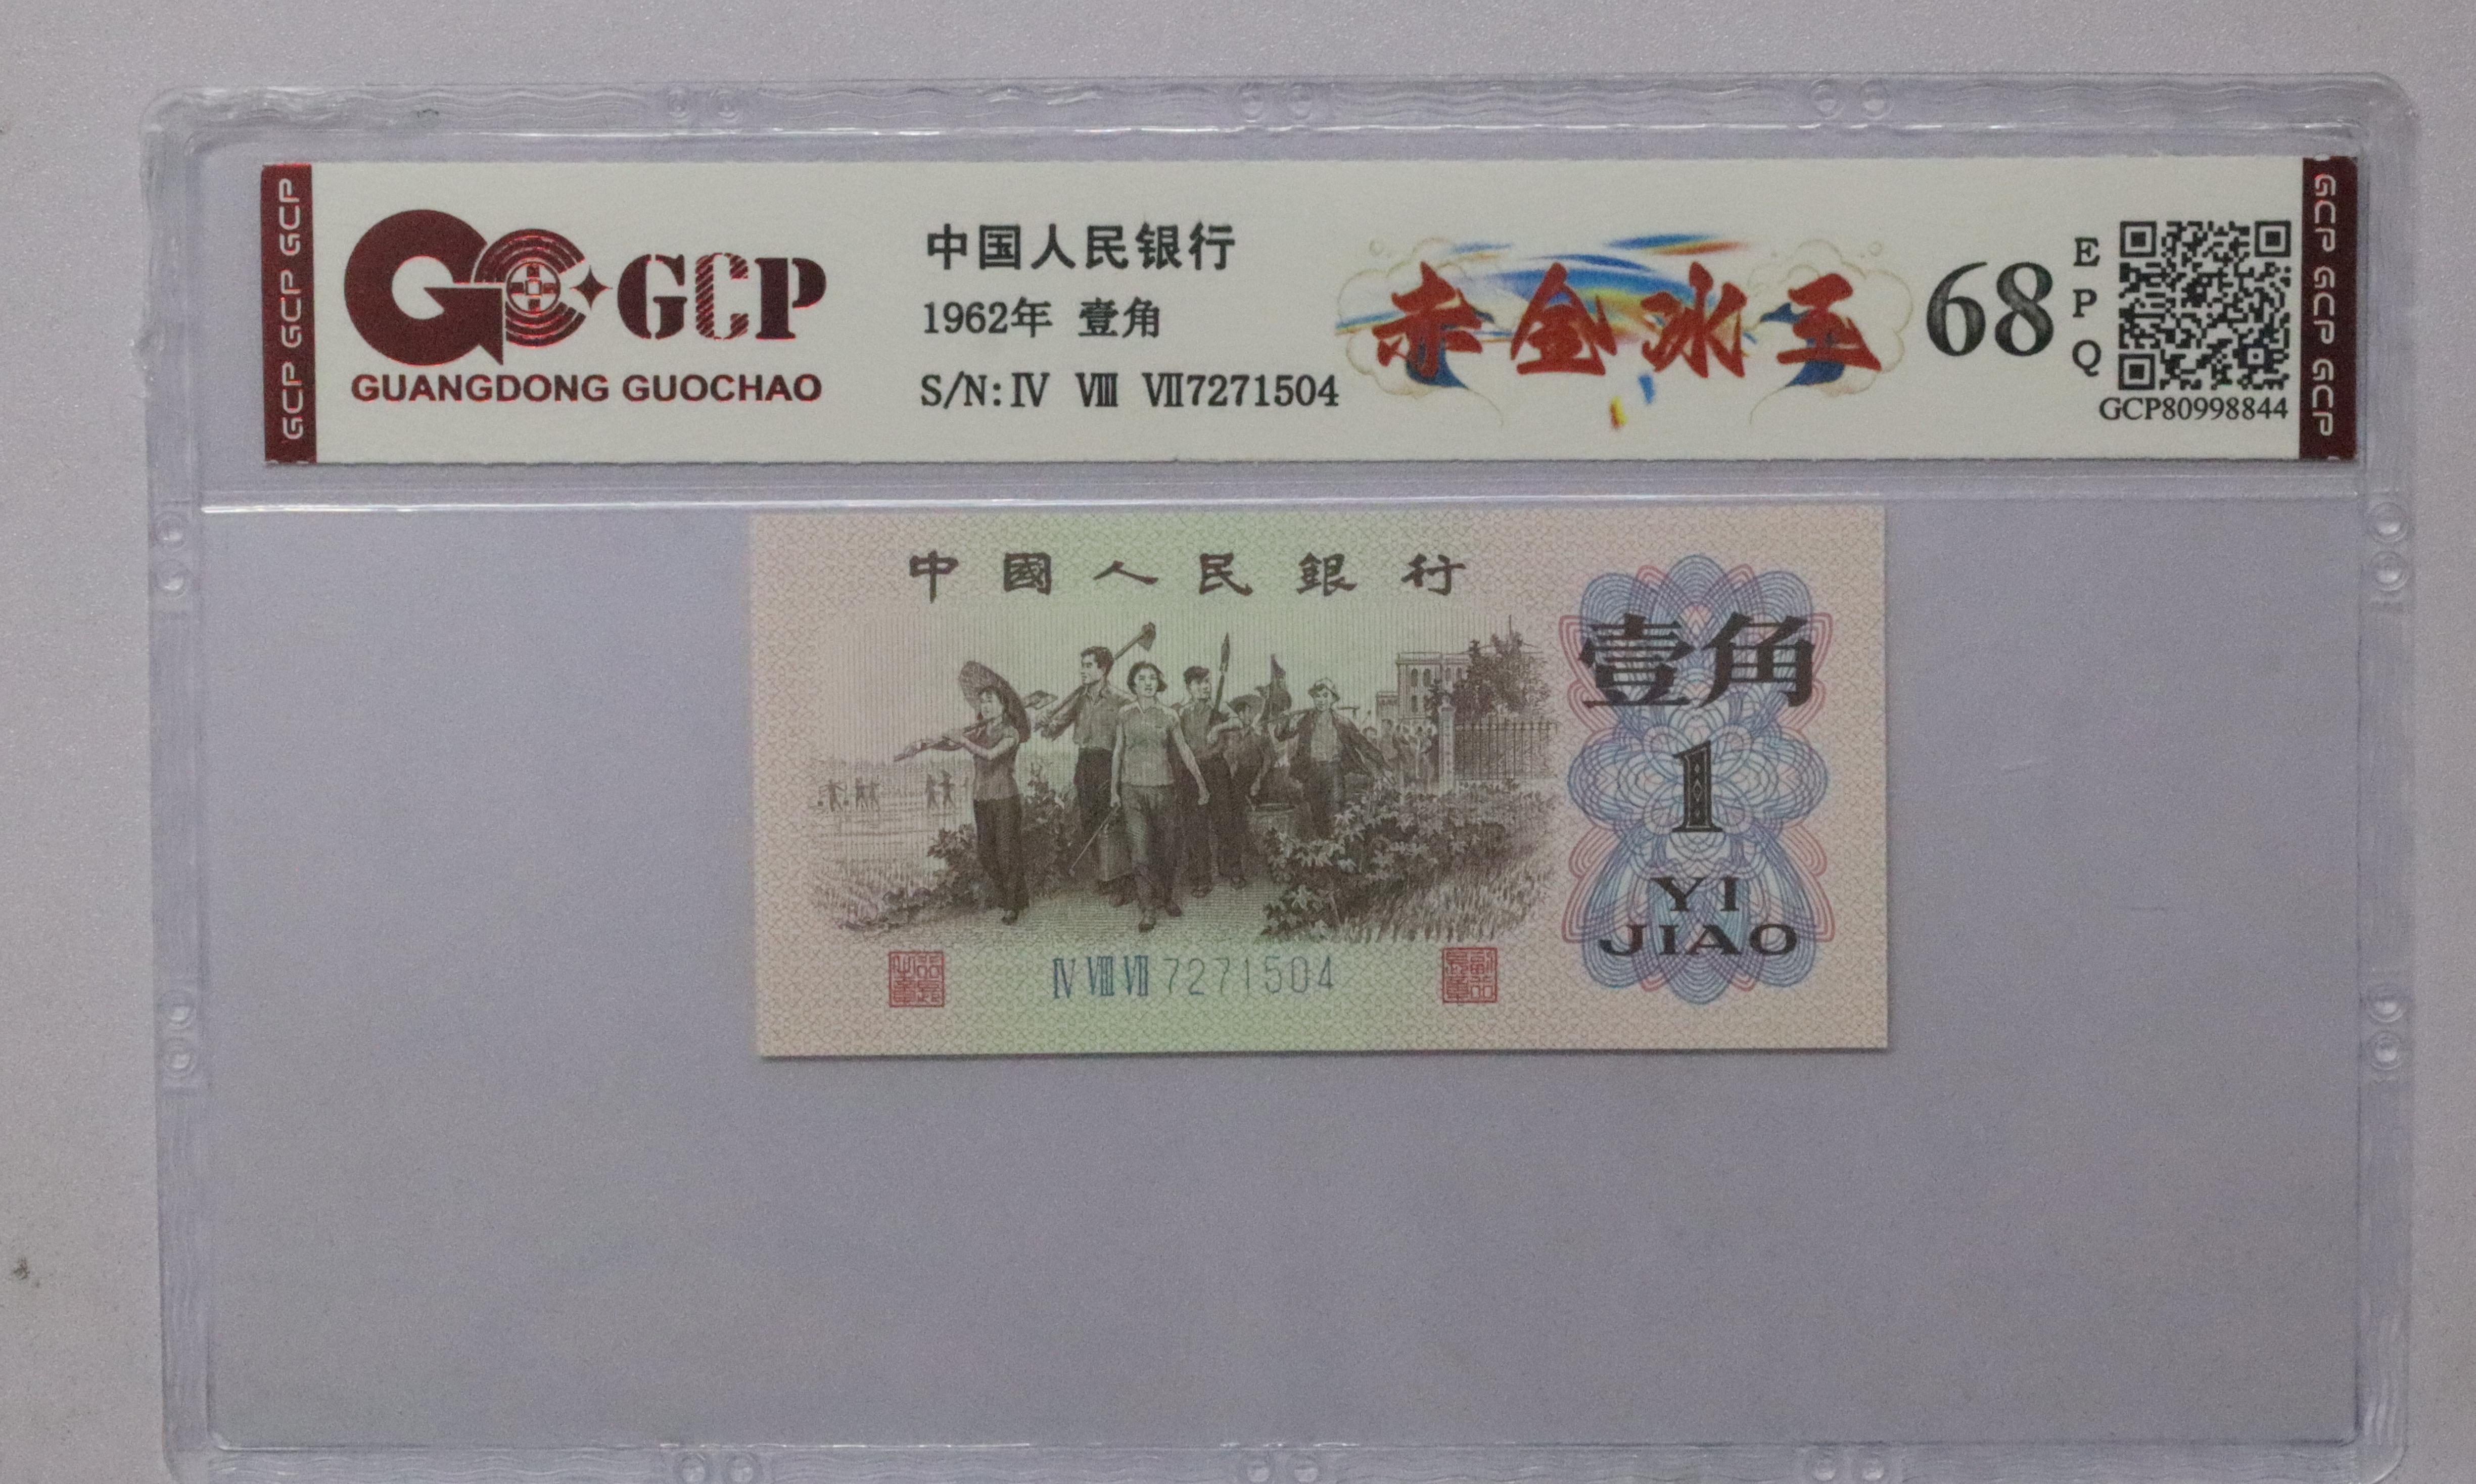 GCP GCP GCP
GCP
GUANGDONG GUOCHAO
中国人民银行
1962年 壹角
S/N:Ⅳ Ⅷ Ⅶ7271504
赤金冰王
68
E
P
Q
GCP80998844
GCP GCP GCP
中國人民銀行
壹角
1
YI
JIAO
Ⅳ Ⅷ Ⅶ 7271504